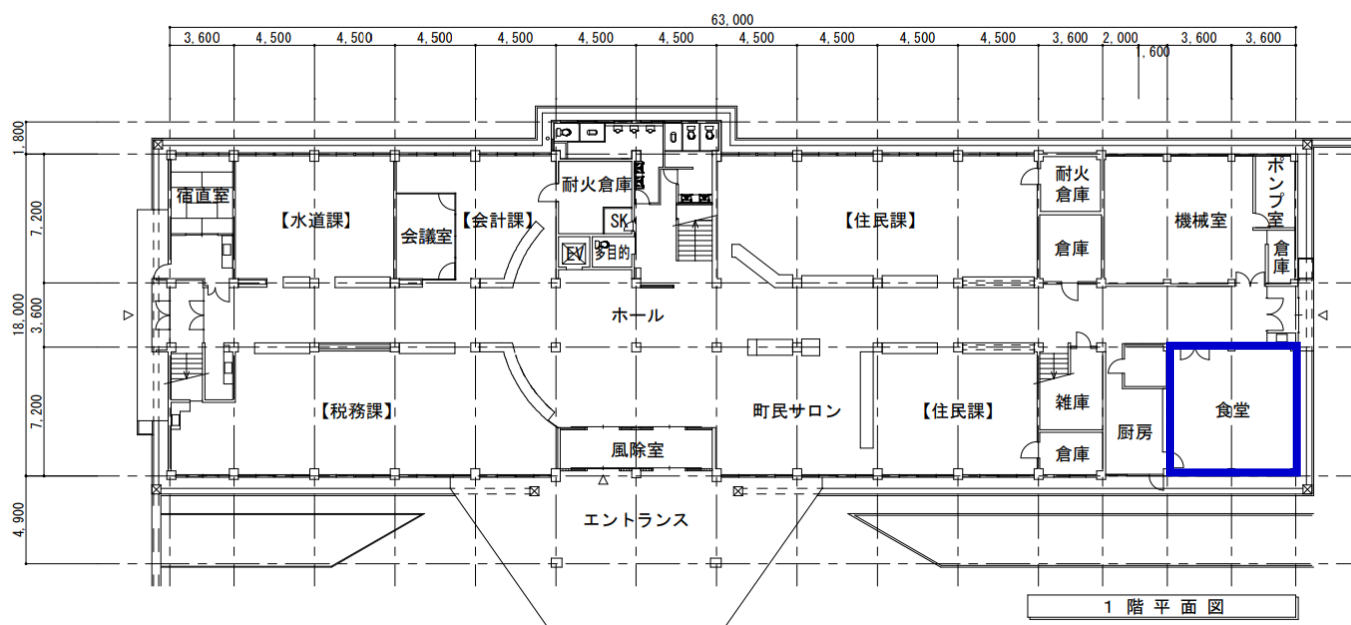 63,000
3,600 4,500 4,500 4,500 4,500 4,500 4,500 4,500 4,500 4,500 4,500 3,600 2,000 3,600 3,600
1,600
1,800
7,200
18,000
3,600
7,200
4,900
宿直室
【水道課】
会議室
【会計課】
耐火倉庫
SK
EV
多目的
【住民課】
耐火
倉庫
倉庫
機械室
ポンプ室
倉庫
ホール
【税務課】
風除室
町民サロン
【住民課】
雑庫
倉庫
厨房
食堂
エントランス
1階平面図